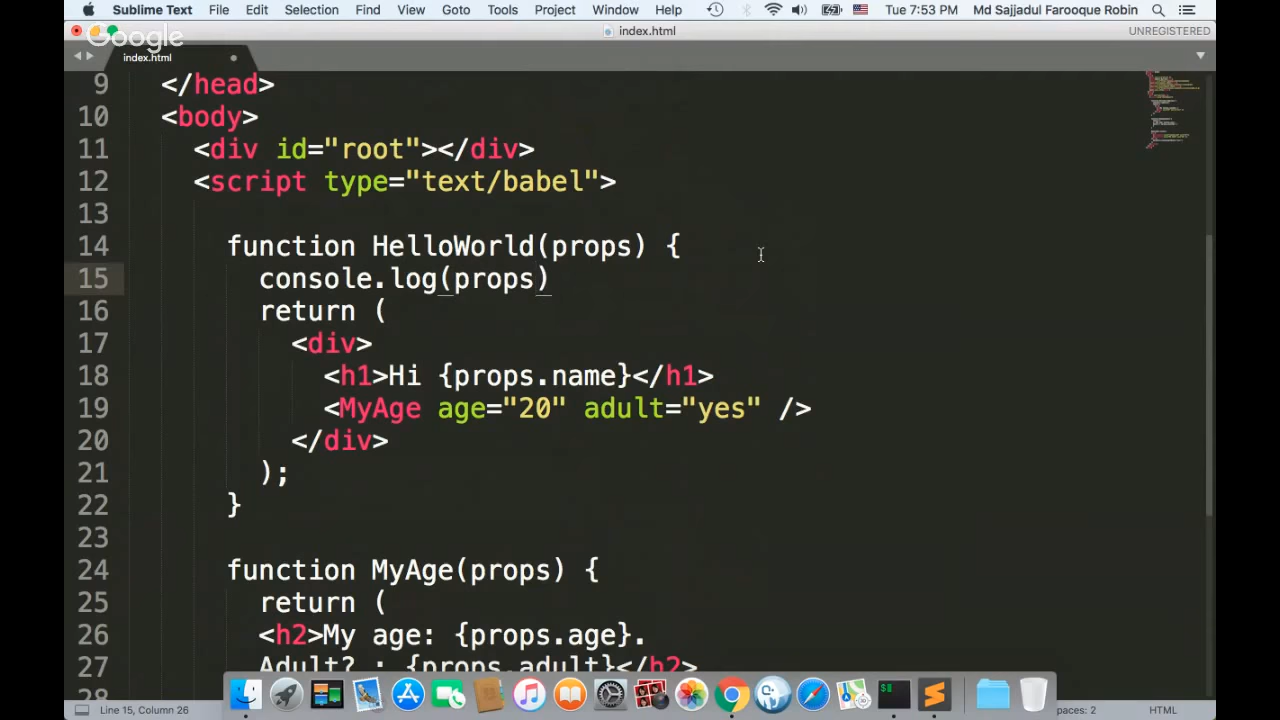 Sublime Text File Edit Selection Find View Goto Tools Project Window Help Tue 7:53 PM Md Sajjadul Farooque Robin
Google
index.html
UNREGISTERED
index.html
9 </head>
10 <body>
11 <div id="root"></div>
12 <script type="text/babel">
13
14 function HelloWorld(props) {
15 console.log(props)
16 return (
17 <div>
18 <h1>Hi {props.name}</h1>
19 <MyAge age="20" adult="yes" />
20 </div>
21 );
22 }
23
24 function MyAge(props) {
25 return (
26 <h2>My age: {props.age}.
27 Adult? : {props.adult}</h2>
28
Line 15, Column 26
paces: 2
HTML